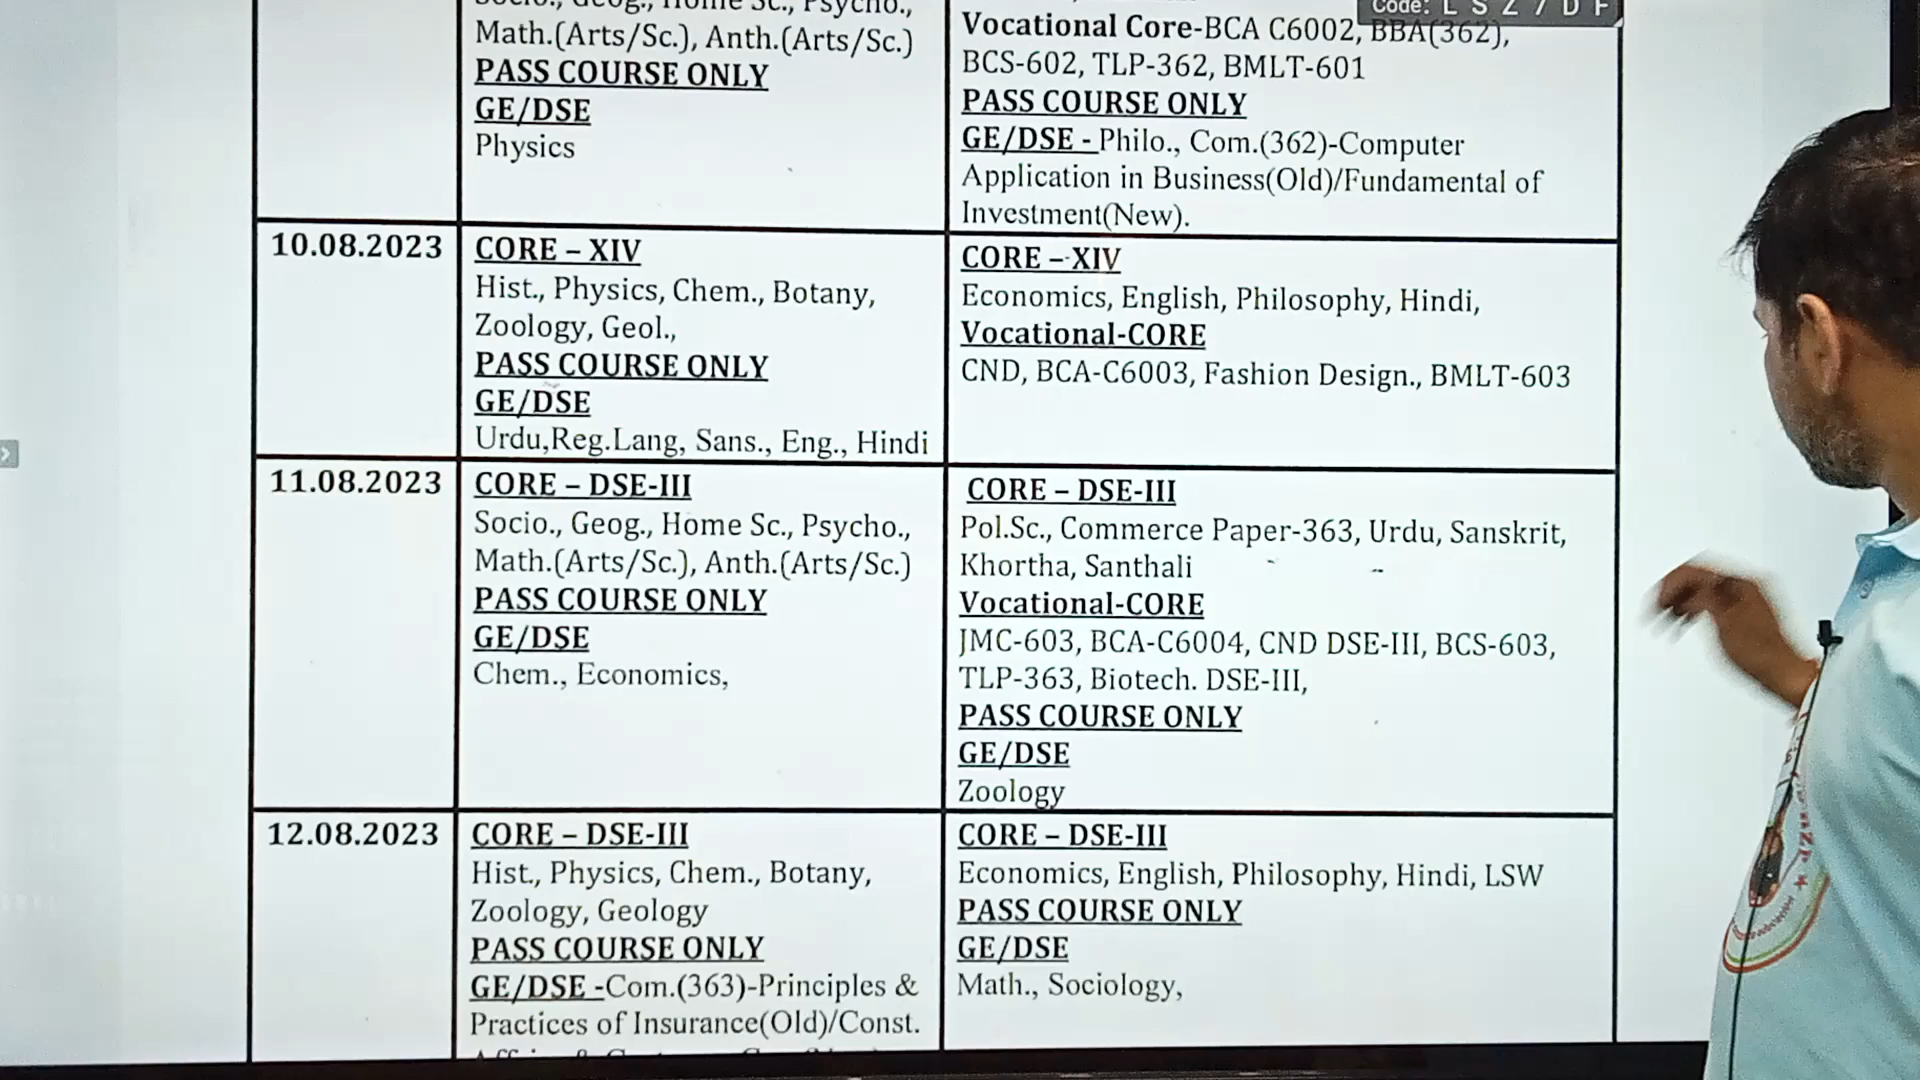 Socio., Geog., Home Sc., Psycho.,
Math.(Arts/Sc.), Anth.(Arts/Sc.)
PASS COURSE ONLY
GE/DSE
Physics
Code: L S Z 7 D F
Vocational Core-BCA C6002, BBA(362),
BCS-602, TLP-362, BMLT-601
PASS COURSE ONLY
GE/DSE - Philo., Com.(362)-Computer
Application in Business(Old)/Fundamental of
Investment(New).
10.08.2023
CORE – XIV
Hist., Physics, Chem., Botany,
Zoology, Geol.,
PASS COURSE ONLY
GE/DSE
Urdu,Reg.Lang, Sans., Eng., Hindi
CORE – XIV
Economics, English, Philosophy, Hindi,
Vocational-CORE
CND, BCA-C6003, Fashion Design., BMLT-603
11.08.2023
CORE – DSE-III
Socio., Geog., Home Sc., Psycho.,
Math.(Arts/Sc.), Anth.(Arts/Sc.)
PASS COURSE ONLY
GE/DSE
Chem., Economics,
CORE – DSE-III
Pol.Sc., Commerce Paper-363, Urdu, Sanskrit,
Khortha, Santhali
Vocational-CORE
JMC-603, BCA-C6004, CND DSE-III, BCS-603,
TLP-363, Biotech. DSE-III,
PASS COURSE ONLY
GE/DSE
Zoology
12.08.2023
CORE – DSE-III
Hist., Physics, Chem., Botany,
Zoology, Geology
PASS COURSE ONLY
GE/DSE -Com.(363)-Principles &
Practices of Insurance(Old)/Const.
CORE – DSE-III
Economics, English, Philosophy, Hindi, LSW
PASS COURSE ONLY
GE/DSE
Math., Sociology,